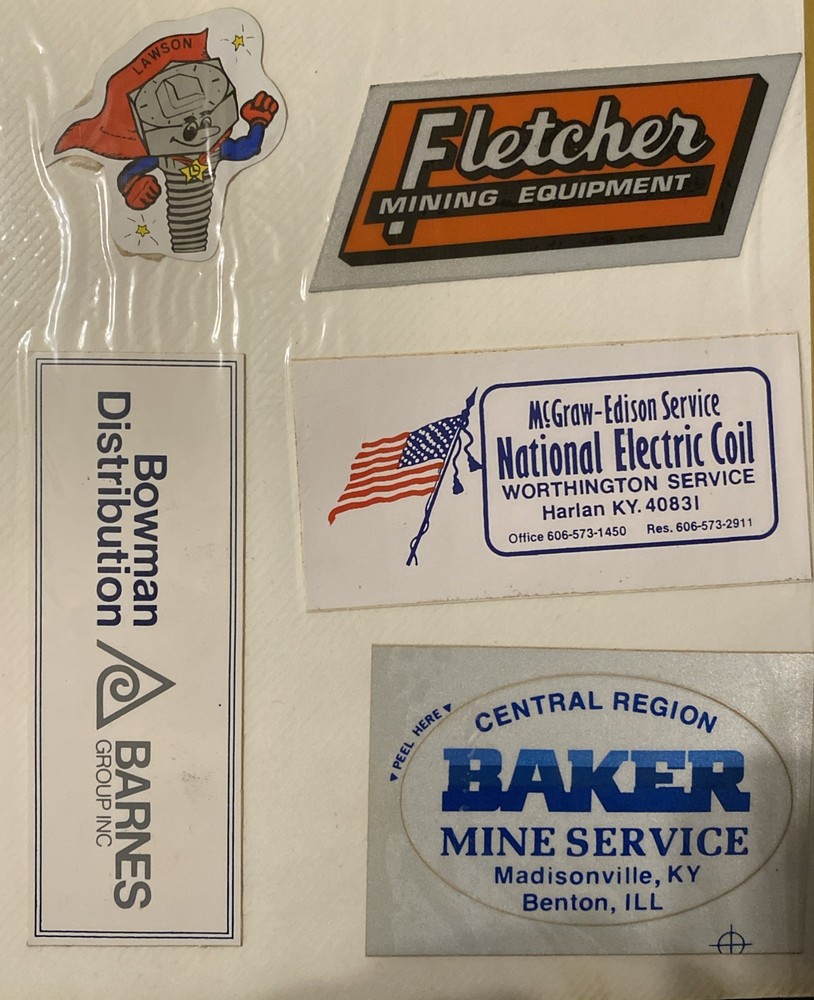 LAWSON
Fletcher
MINING EQUIPMENT
McGraw-Edison Service
National Electric Coil
WORTHINGTON SERVICE
Harlan KY. 40831
Office 606-573-1450 Res. 606-573-2911
Bowman
Distribution
BARNES
GROUP INC
PEEL HERE
CENTRAL REGION
BAKER
MINE SERVICE
Madisonville, KY
Benton, ILL